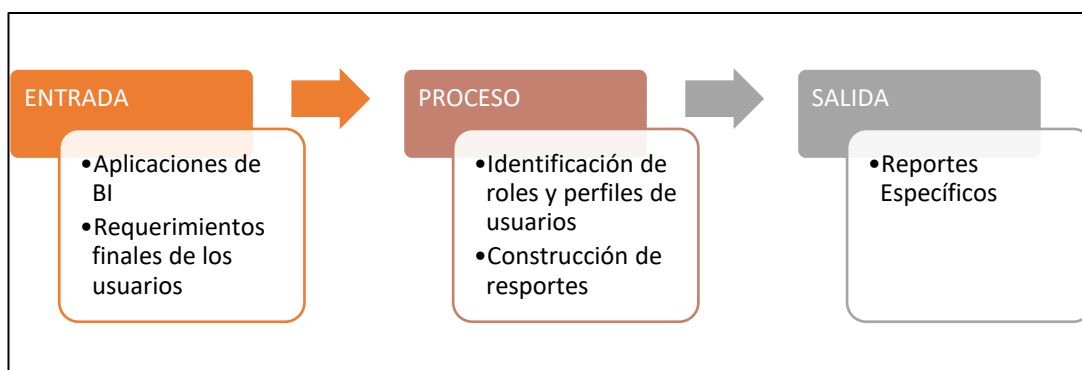 ENTRADA
•Aplicaciones de
BI
•Requerimientos
finales de los
usuarios
PROCESO
•Identificación de
roles y perfiles de
usuarios
•Construcción de
resportes
SALIDA
•Reportes
Específicos